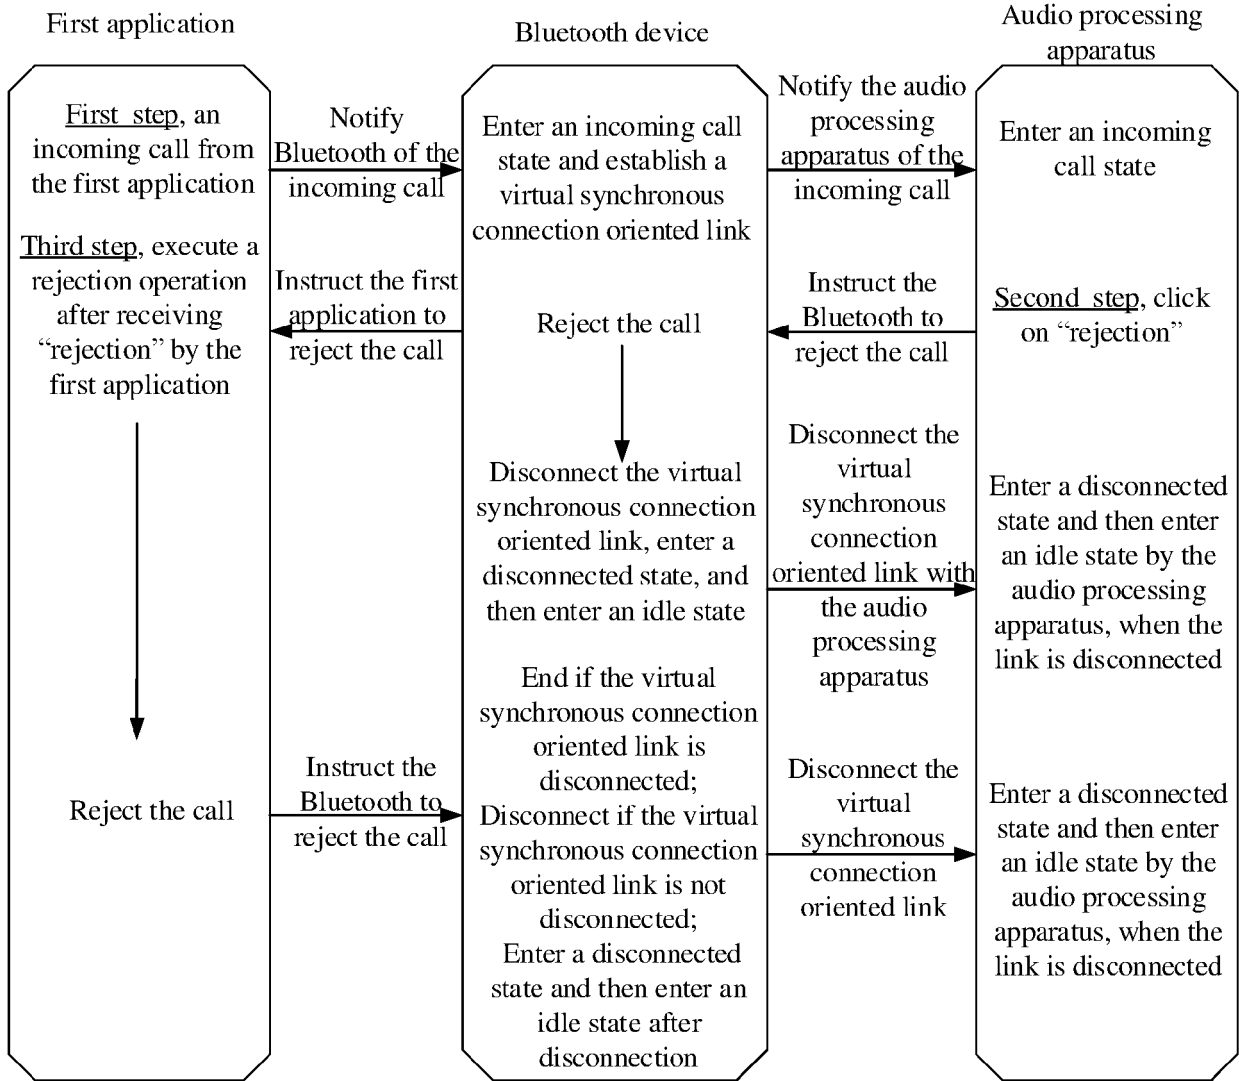 First application
Bluetooth device
Audio processing
apparatus
First step, an
incoming call from
the first application
Notify
Bluetooth of the
incoming call
Enter an incoming call
state and establish a
virtual synchronous
connection oriented link
Notify the audio
processing
apparatus of the
incoming call
Enter an incoming
call state
Third step, execute a
rejection operation
after receiving
“rejection” by the
first application
Instruct the first
application to
reject the call
Reject the call
Instruct the
Bluetooth to
reject the call
Second step, click
on “rejection”
Disconnect the virtual
synchronous connection
oriented link, enter a
disconnected state, and
then enter an idle state
Disconnect the
virtual
synchronous
connection
oriented link with
the audio
processing
apparatus
Enter a disconnected
state and then enter
an idle state by the
audio processing
apparatus, when the
link is disconnected
Reject the call
Instruct the
Bluetooth to
reject the call
End if the virtual
synchronous connection
oriented link is
disconnected;
Disconnect if the virtual
synchronous connection
oriented link is not
disconnected;
Enter a disconnected
state and then enter an
idle state after
disconnection
Disconnect the
virtual
synchronous
connection
oriented link
Enter a disconnected
state and then enter
an idle state by the
audio processing
apparatus, when the
link is disconnected